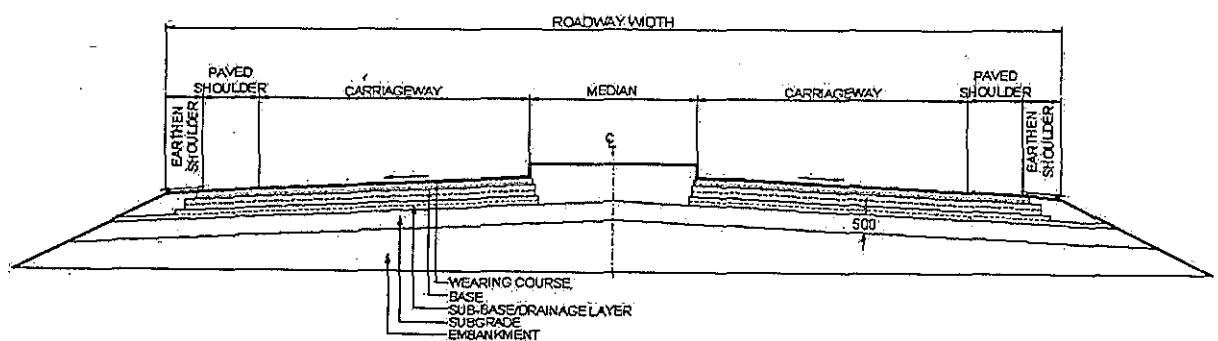 ROADWAY WIDTH
PAVED
SHOULDER
CARRIAGEWAY
MEDIAN
CARRIAGEWAY
PAVED
SHOULDER
EARTHEN
SHOULDER
EARTHEN
SHOULDER
℄
500
WEARING COURSE
BASE
SUB-BASE/DRAINAGE LAYER
SUBGRADE
EMBANKMENT